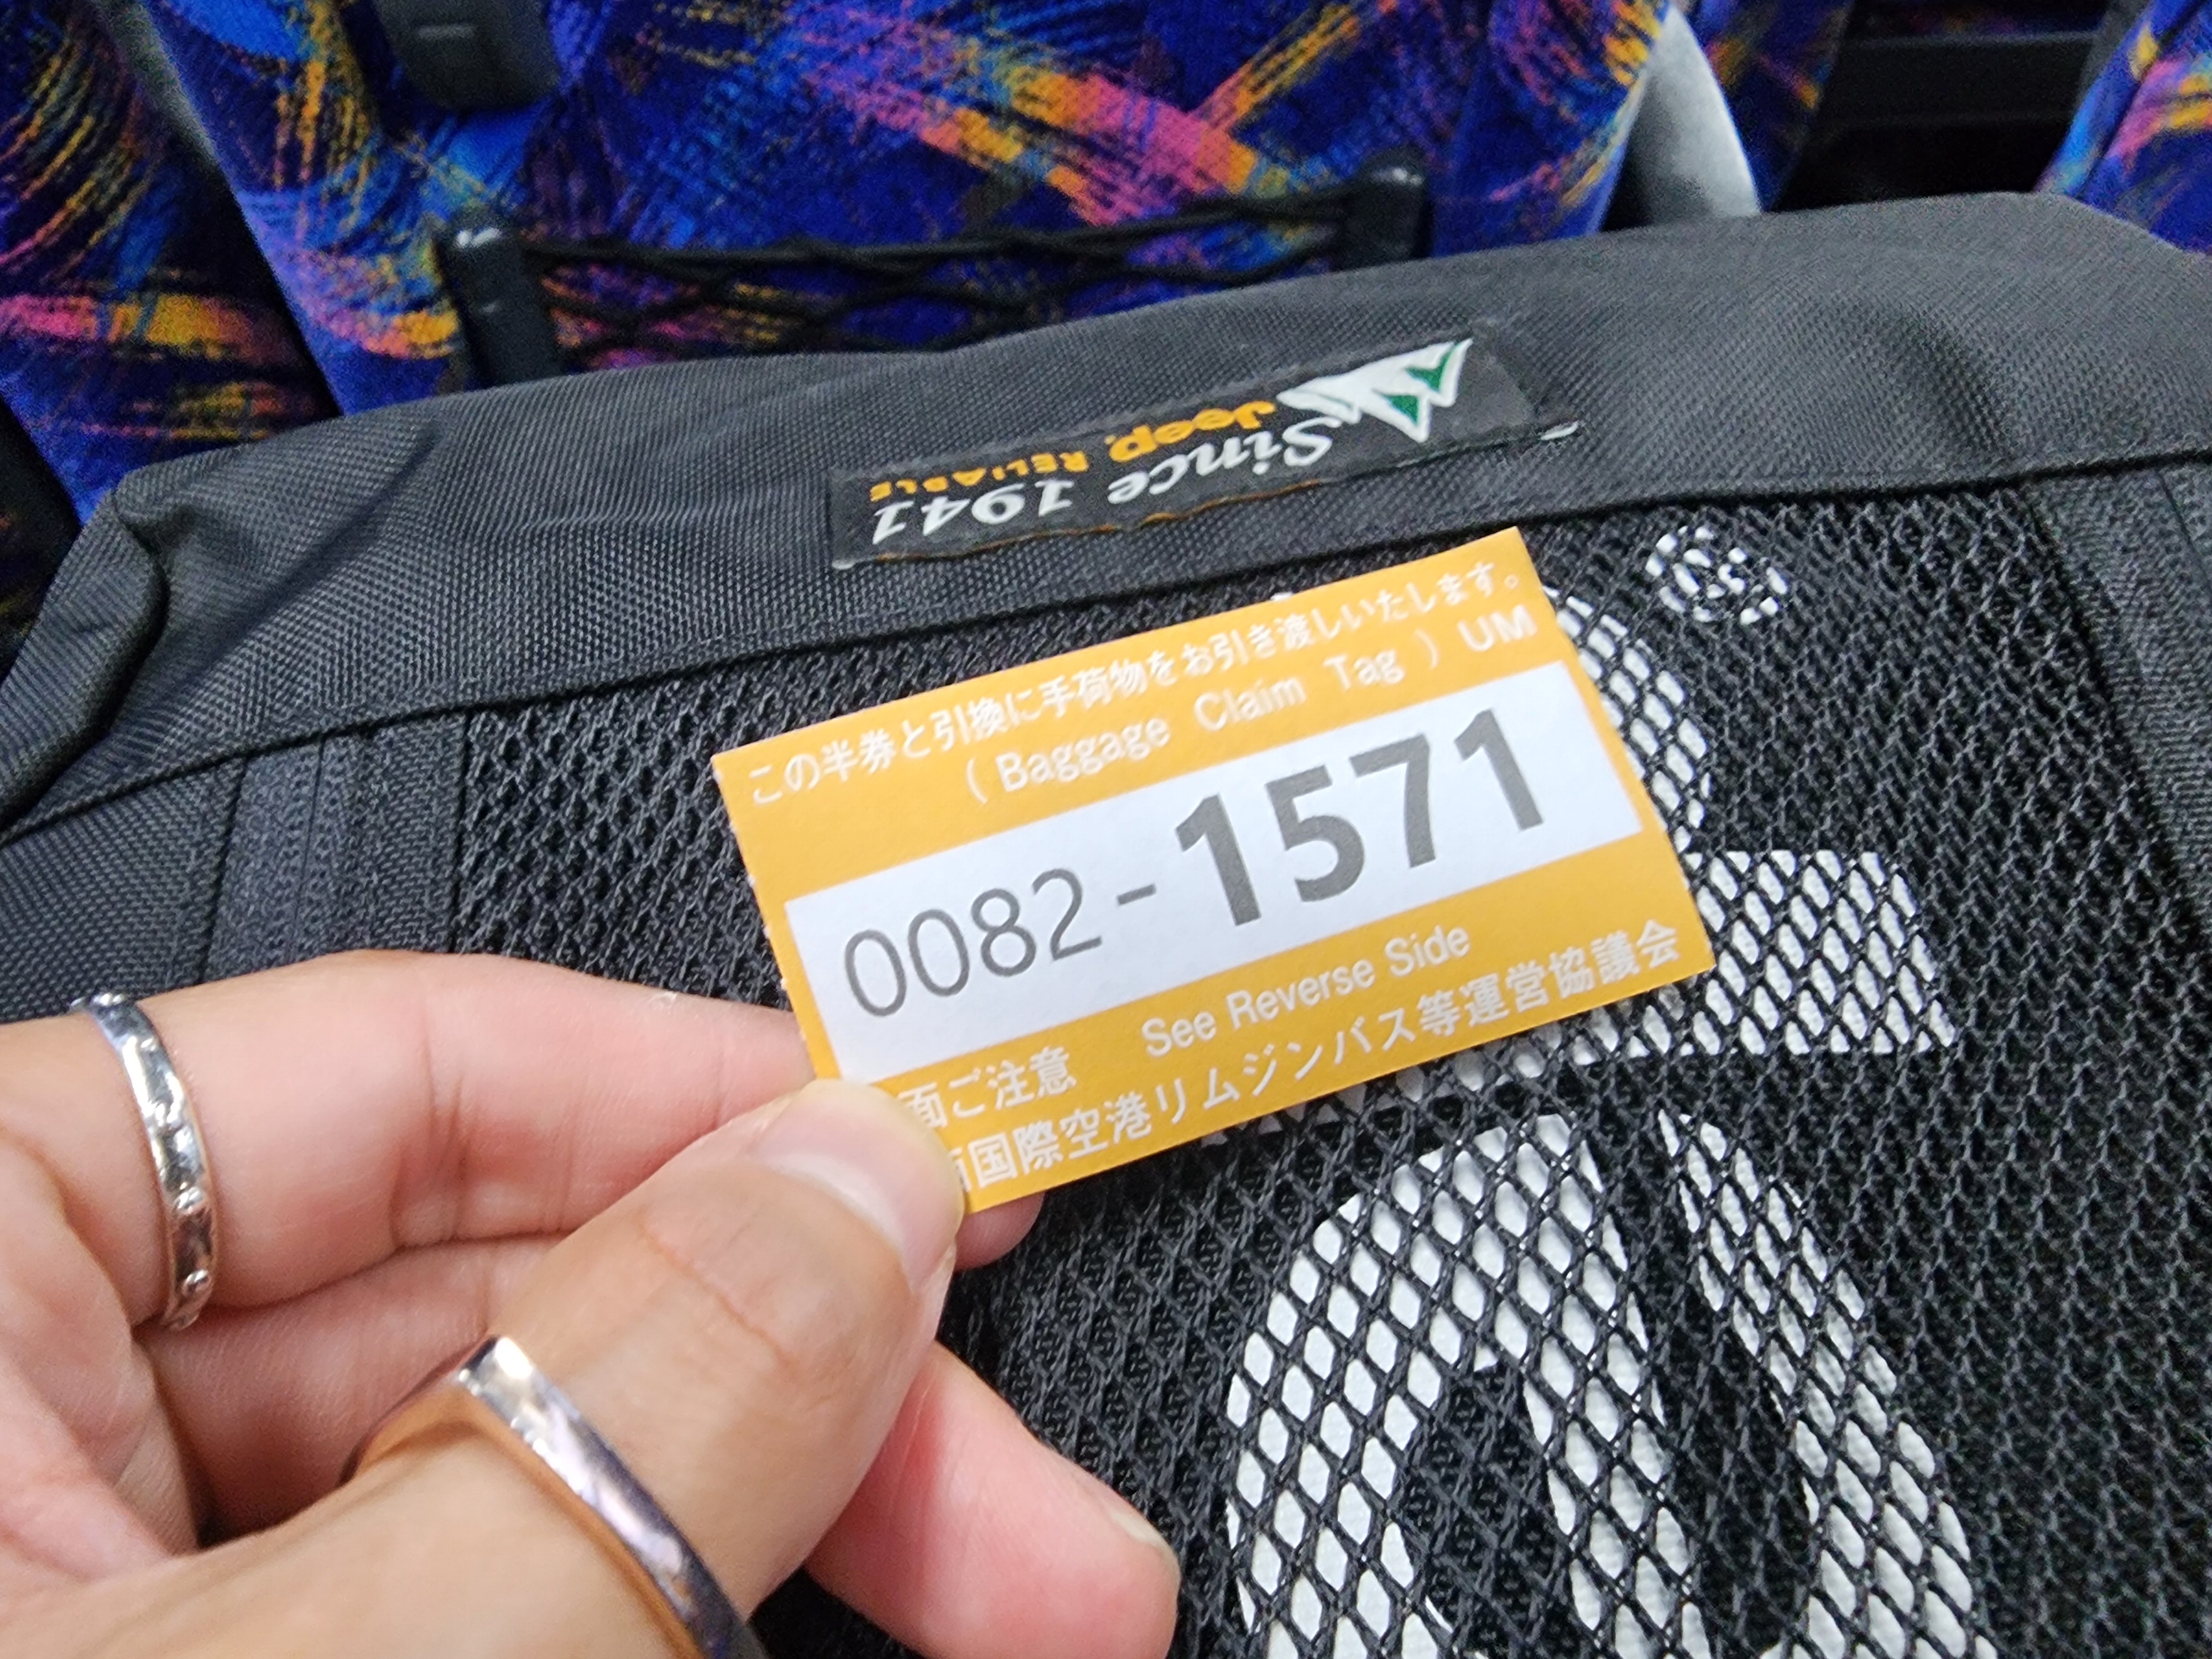 Since 1941
Jeep RELIABLE
この半券と引換に手荷物をお引き渡しいたします。
( Baggage Claim Tag ) UM
0082-1571
面ご注意 See Reverse Side
国際空港リムジンバス等運営協議会